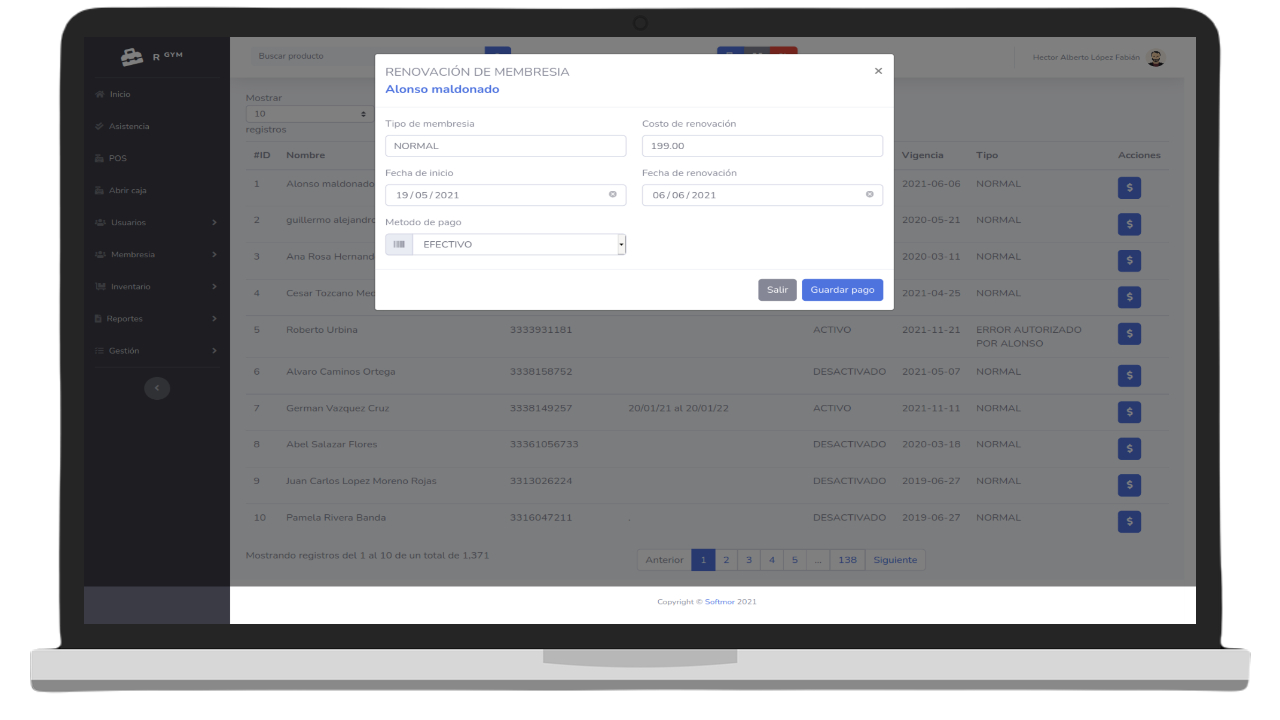 R GYM
Buscar producto
Hector Alberto López Fabián
Inicio
Asistencia
POS
Abrir caja
Usuarios
Membresia
Inventario
Reportes
Gestión
RENOVACIÓN DE MEMBRESIA
×
Alonso maldonado
Tipo de membresia
Costo de renovación
NORMAL
199.00
Fecha de inicio
Fecha de renovación
19/05/2021
06/06/2021
Metodo de pago
EFECTIVO
Salir
Guardar pago
Mostrar
10
registros
#ID Nombre Vigencia Tipo Acciones
1 Alonso maldonado 2021-06-06 NORMAL $
2 guillermo 2020-05-21 NORMAL $
3 Ana Rosa 2020-03-11 NORMAL $
4 Cesar Tozcano 2021-04-25 NORMAL $
5 Roberto Urbina 3333931181 ACTIVO 2021-11-21 ERROR AUTORIZADO $
POR ALONSO
6 Alvaro Caminos Ortega 3338158752 DESACTIVADO 2021-05-07 NORMAL $
7 German Vazquez Cruz 3338149257 20/01/21 al 20/01/22 ACTIVO 2021-11-11 NORMAL $
8 Abel Salazar Flores 33361056733 DESACTIVADO 2020-03-18 NORMAL $
9 Juan Carlos Lopez Moreno Rojas 3313026224 DESACTIVADO 2019-06-27 NORMAL $
10 Pamela Rivera Banda 3316047211 . DESACTIVADO 2019-06-27 NORMAL $
Mostrando registros del 1 al 10 de un total de 1,371
Anterior 1 2 3 4 5 ... 138 Siguiente
Copyright © Softmor 2021